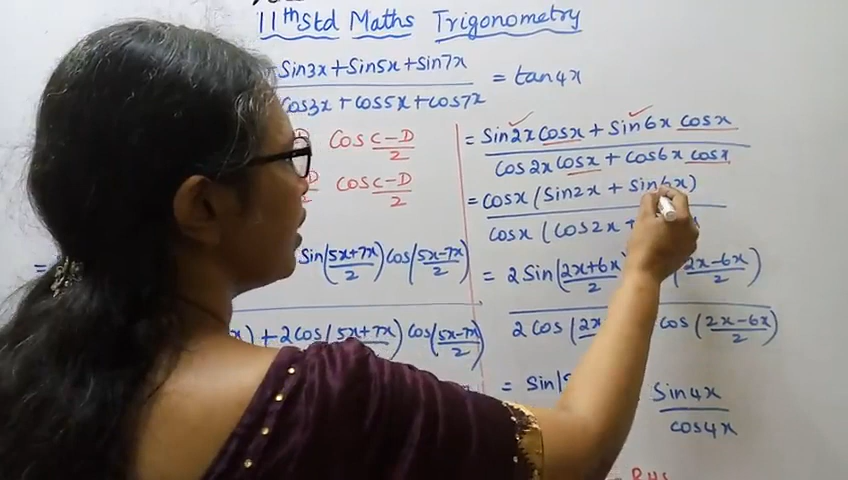 11th Std Maths Trigonometry
Sin3x + Sin5x + Sin7x
= tan4x
Cos3x + Cos5x + Cos7x
Cos C-D/2
Cos C-D/2
Sin(5x+7x/2) Cos(5x-7x/2)
+ 2Cos(5x+7x/2) Cos(5x-7x/2)
= Sin2x Cosx + Sin6x Cosx
Cos2x Cosx + Cos6x Cosx
= Cosx (Sin2x + Sin6x)
Cosx (Cos2x
= 2 Sin(2x+6x/2) (2x-6x/2)
2 Cos (2x Cos (2x-6x/2)
= Sin Sin4x
Cos4x